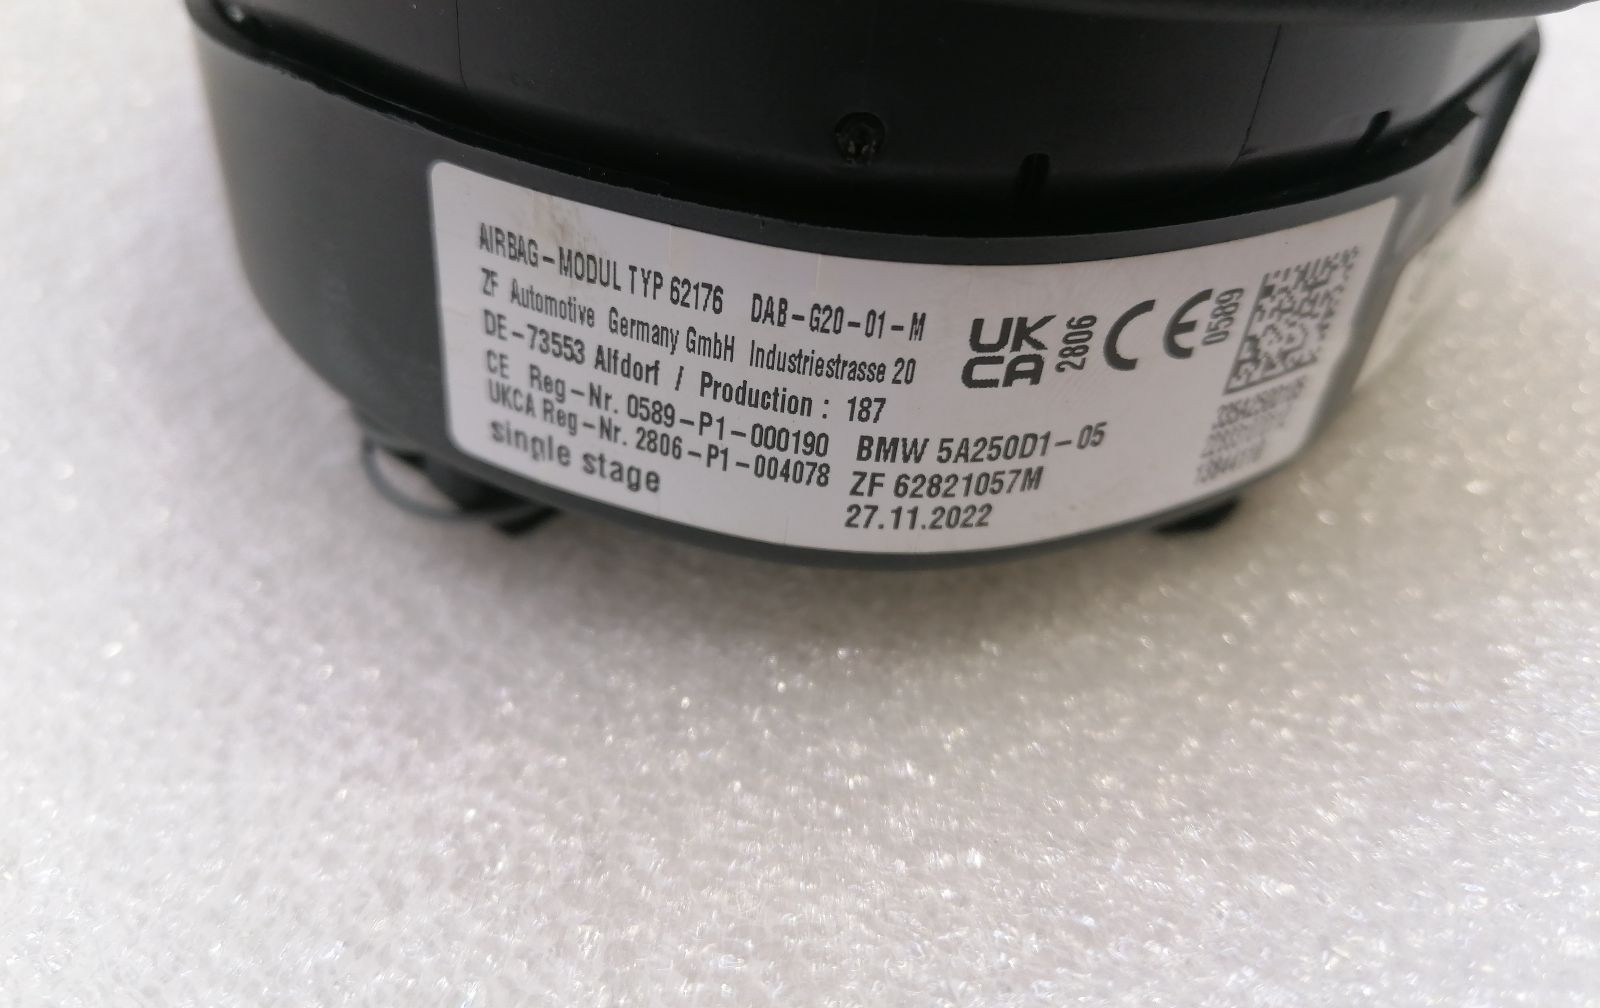 AIRBAG-MODUL TYP 62176 DAB-G20-01-M
ZF Automotive Germany GmbH Industriestrasse 20
DE-73553 Alfdorf / Production: 187
CE Reg-Nr. 0589-P1-000190
UKCA Reg-Nr. 2806-P1-004078
single stage
BMW 5A250D1-05
ZF 62821057M
27.11.2022
UK
CA
2806
CE
0589